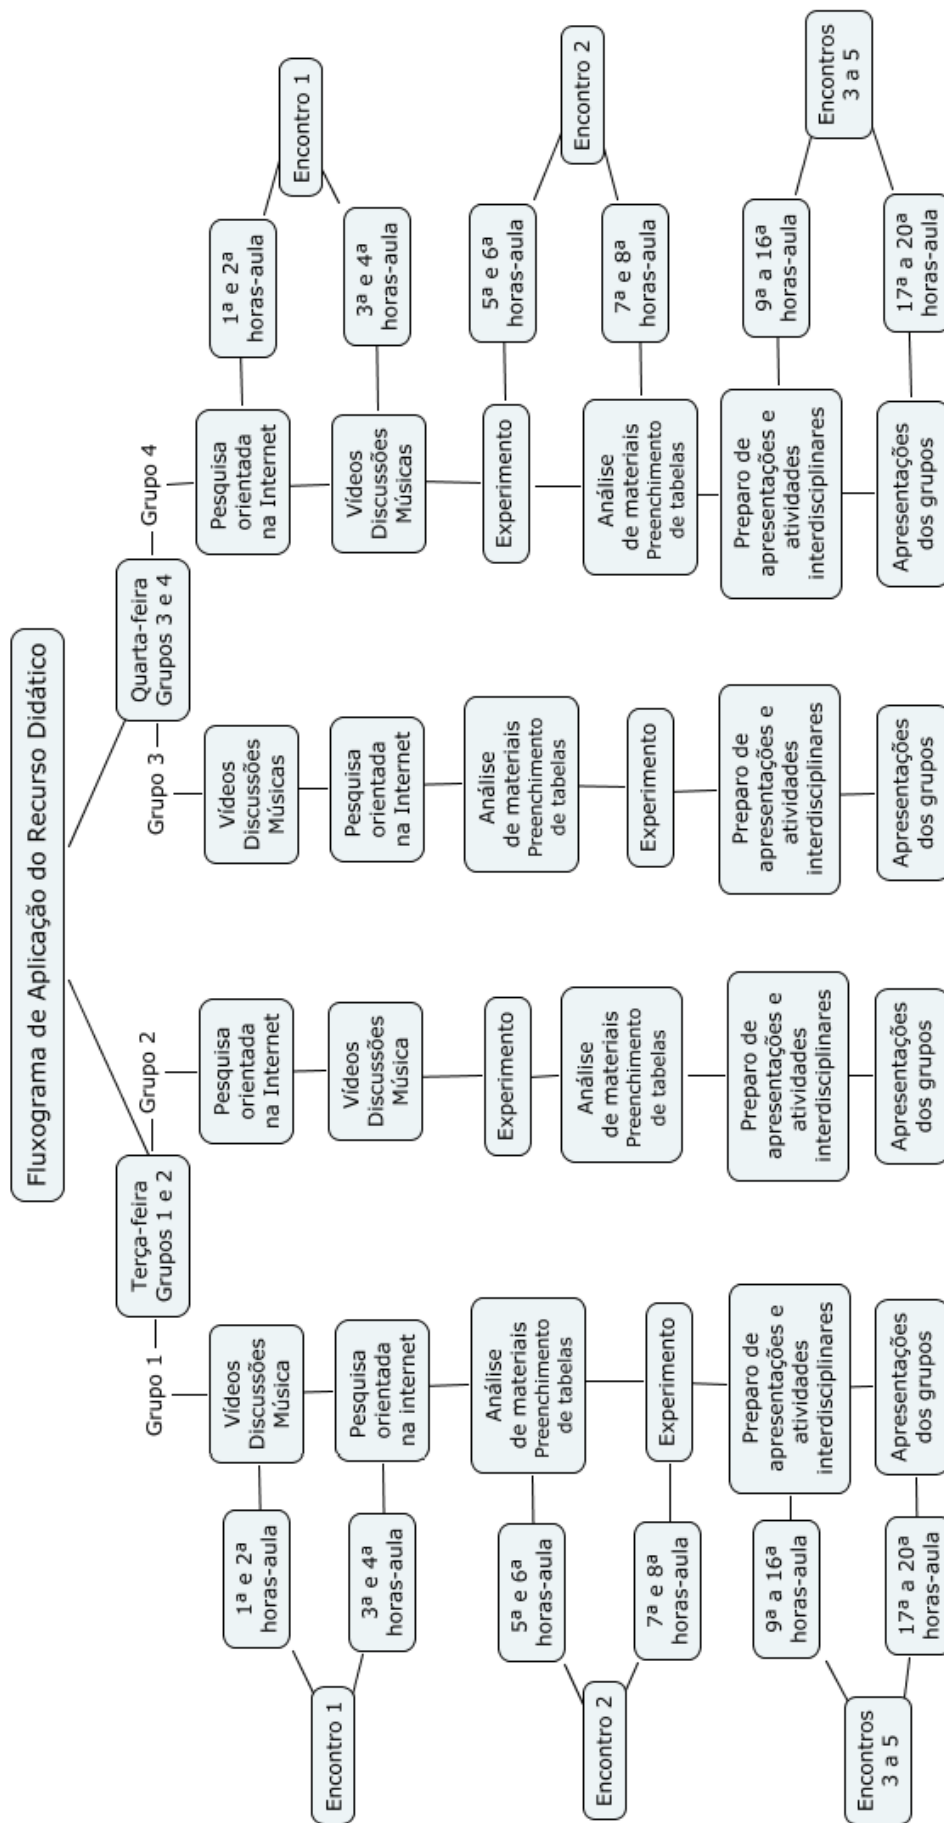 Fluxograma de Aplicação do Recurso Didático
Terça-feira
Grupos 1 e 2
Quarta-feira
Grupos 3 e 4
Grupo 1
Grupo 2
Grupo 3
Grupo 4
Encontro 1
1ª e 2ª
horas-aula
3ª e 4ª
horas-aula
Encontro 2
5ª e 6ª
horas-aula
7ª e 8ª
horas-aula
Encontros
3 a 5
9ª a 16ª
horas-aula
17ª a 20ª
horas-aula
Vídeos
Discussões
Música
Pesquisa
orientada
na internet
Análise
de materiais
Preenchimento
de tabelas
Experimento
Preparo de
apresentações e
atividades
interdisciplinares
Apresentações
dos grupos
Pesquisa
orientada
na Internet
Vídeos
Discussões
Música
Experimento
Análise
de materiais
Preenchimento
de tabelas
Preparo de
apresentações e
atividades
interdisciplinares
Apresentações
dos grupos
Vídeos
Discussões
Músicas
Pesquisa
orientada
na Internet
Análise
de materiais
Preenchimento
de tabelas
Experimento
Preparo de
apresentações e
atividades
interdisciplinares
Apresentações
dos grupos
Pesquisa
orientada
na Internet
Vídeos
Discussões
Músicas
Experimento
Análise
de materiais
Preenchimento
de tabelas
Preparo de
apresentações e
atividades
interdisciplinares
Apresentações
dos grupos
1ª e 2ª
horas-aula
3ª e 4ª
horas-aula
Encontro 1
5ª e 6ª
horas-aula
7ª e 8ª
horas-aula
Encontro 2
9ª a 16ª
horas-aula
17ª a 20ª
horas-aula
Encontros
3 a 5